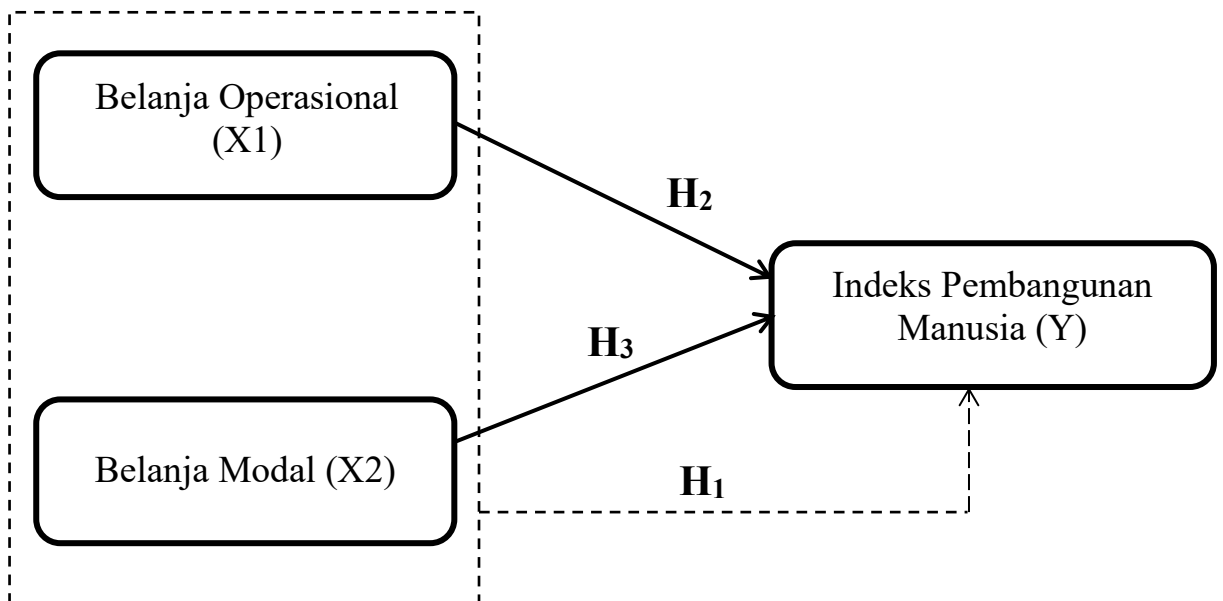 Belanja Operasional
(X1)
H₂
Indeks Pembangunan
Manusia (Y)
H₃
Belanja Modal (X2)
H₁